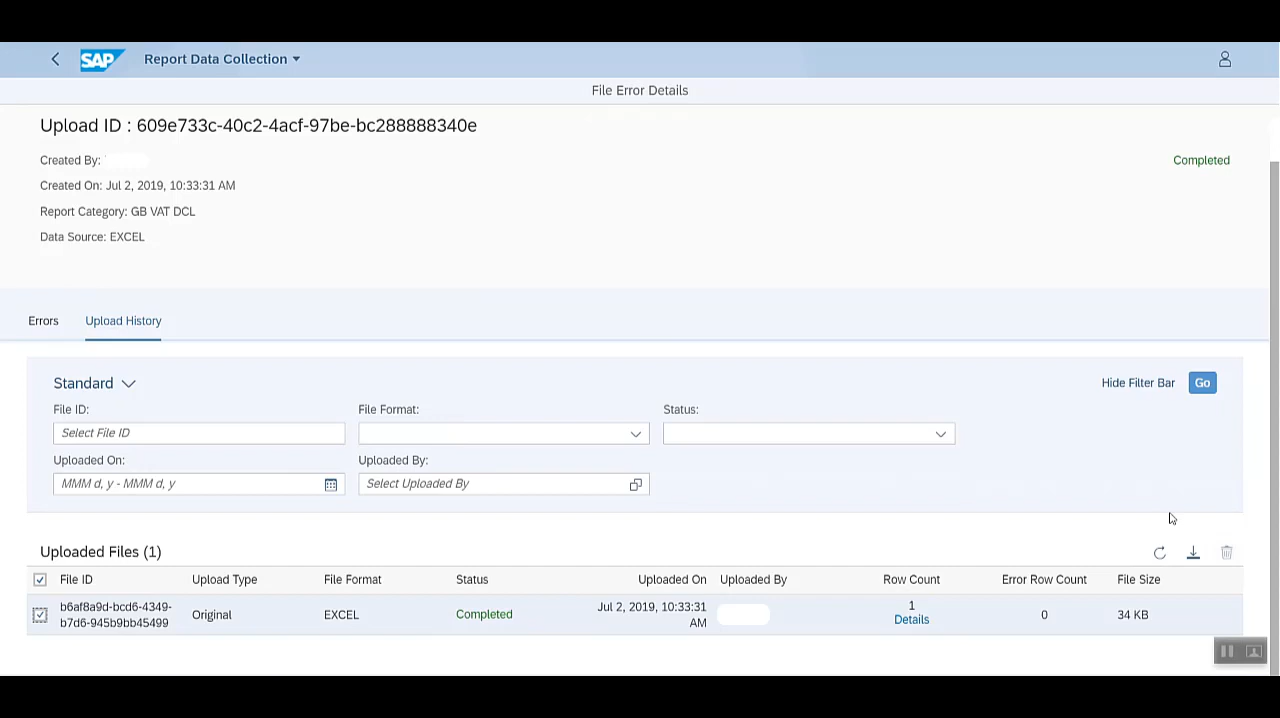 SAP Report Data Collection
File Error Details
Upload ID : 609e733c-40c2-4acf-97be-bc288888340e
Created By:
Completed
Created On: Jul 2, 2019, 10:33:31 AM
Report Category: GB VAT DCL
Data Source: EXCEL
Errors Upload History
Standard Hide Filter Bar Go
File ID: File Format: Status:
Select File ID
Uploaded On: Uploaded By:
MMM d, y - MMM d, y Select Uploaded By
Uploaded Files (1)
File ID Upload Type File Format Status Uploaded On Uploaded By Row Count Error Row Count File Size
b6af8a9d-bcd6-4349- Jul 2, 2019, 10:33:31 1
Original EXCEL Completed 0 34 KB
b7d6-945b9bb45499 AM Details